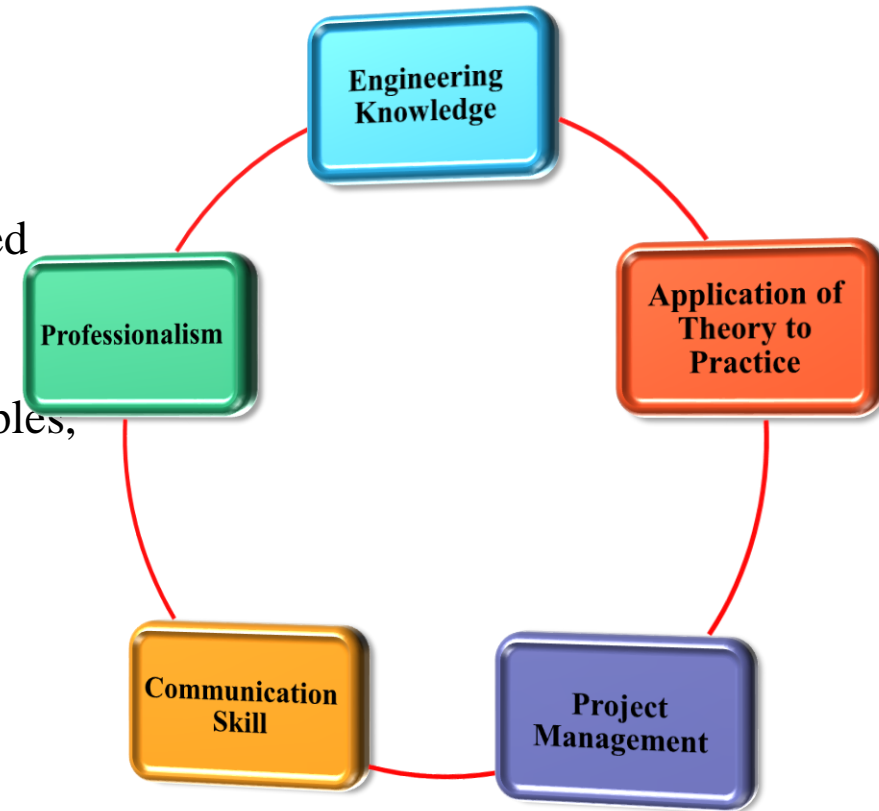 Engineering
Knowledge
ed
Professionalism
Application of
Theory to
Practice
bles,
Communication
Skill
Project
Management